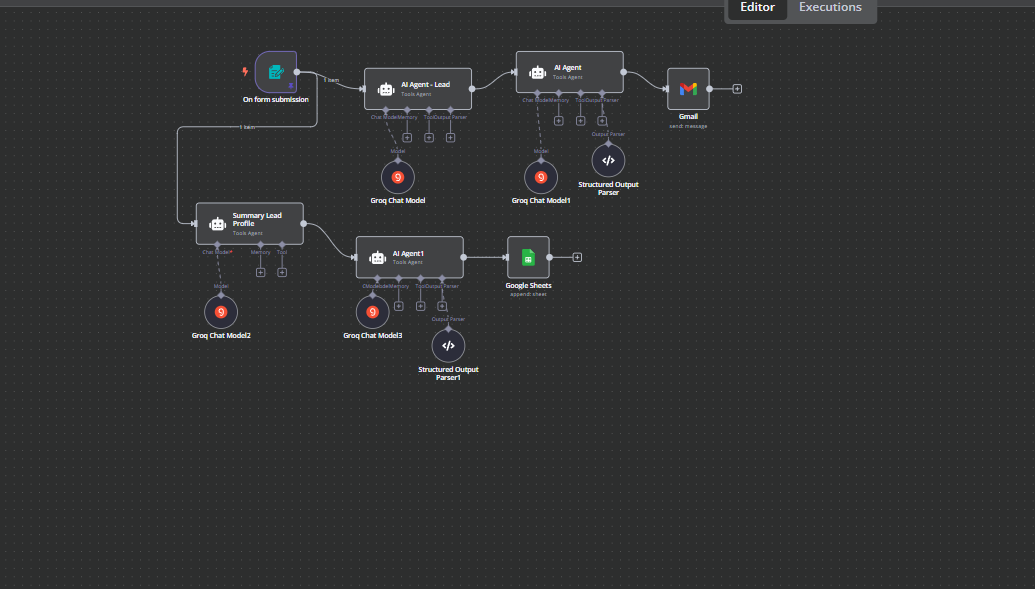 Editor Executions
On form submission
1 item
1 item
AI Agent - Lead
Tools Agent
Chat Model Memory Tool Output Parser
Model
Groq Chat Model
AI Agent
Tools Agent
Chat Model Memory Tool Output Parser
Model
Groq Chat Model1
Output Parser
Structured Output
Parser
Gmail
send: message
Summary Lead
Profile
Tools Agent
Chat Model* Memory Tool
Model
Groq Chat Model2
AI Agent1
Tools Agent
Memory Tool Output Parser
Groq Chat Model3
Output Parser
Structured Output
Parser1
Google Sheets
append: sheet